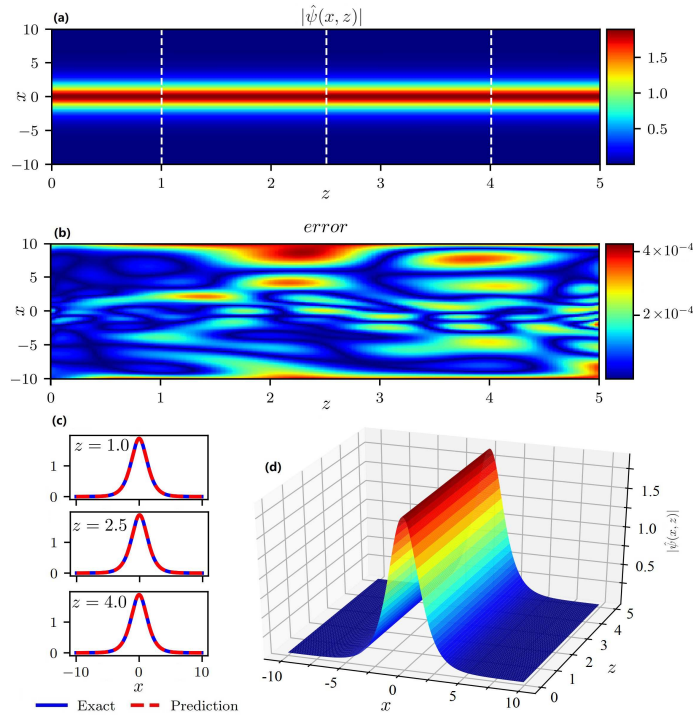 (a)
|ψ̂(x, z)|
10
5
0
−5
−10
x
0 1 2 3 4 5
z
1.5
1.0
0.5
(b)
error
10
5
0
−5
−10
x
0 1 2 3 4 5
z
4×10⁻⁴
2×10⁻⁴
(c)
z = 1.0
1
0
z = 2.5
1
0
z = 4.0
1
0
−10 0 10
x
Exact Prediction
(d)
1.5
1.0
0.5
|ψ̂(x, z)|
-10 -5 0 5 10
x
0 1 2 3 4 5
z